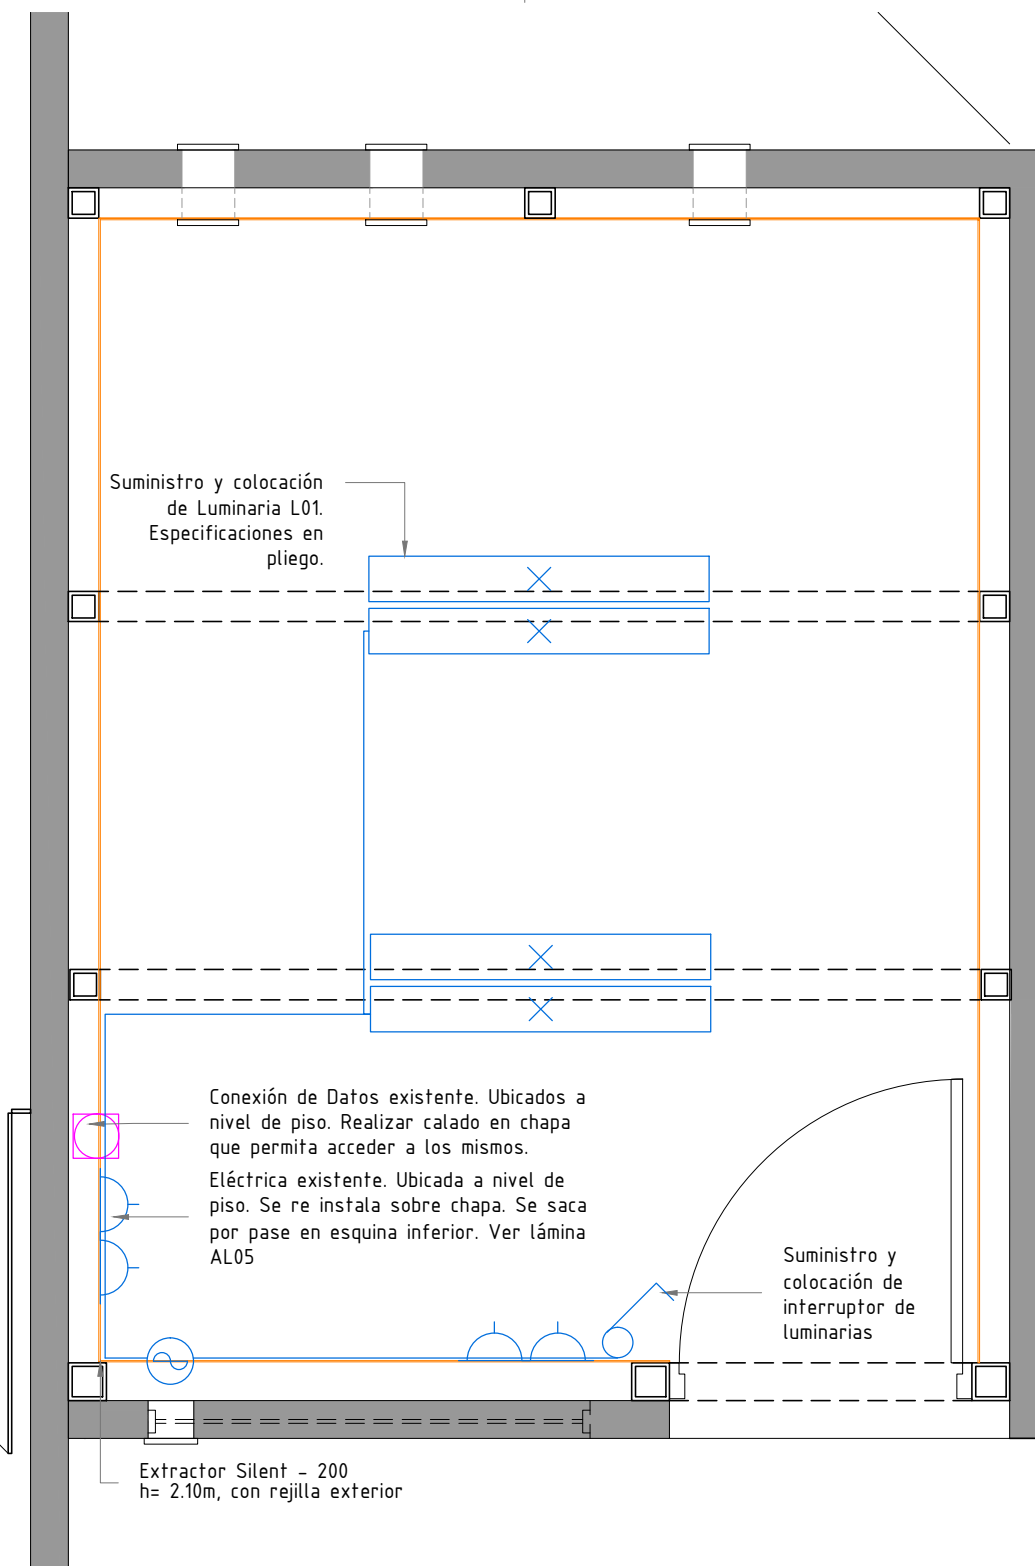 Suministro y colocación
de Luminaria L01.
Especificaciones en
pliego.
Conexión de Datos existente. Ubicados a
nivel de piso. Realizar calado en chapa
que permita acceder a los mismos.
Eléctrica existente. Ubicada a nivel de
piso. Se re instala sobre chapa. Se saca
por pase en esquina inferior. Ver lámina
AL05
Suministro y
colocación de
interruptor de
luminarias
Extractor Silent - 200
h= 2.10m, con rejilla exterior